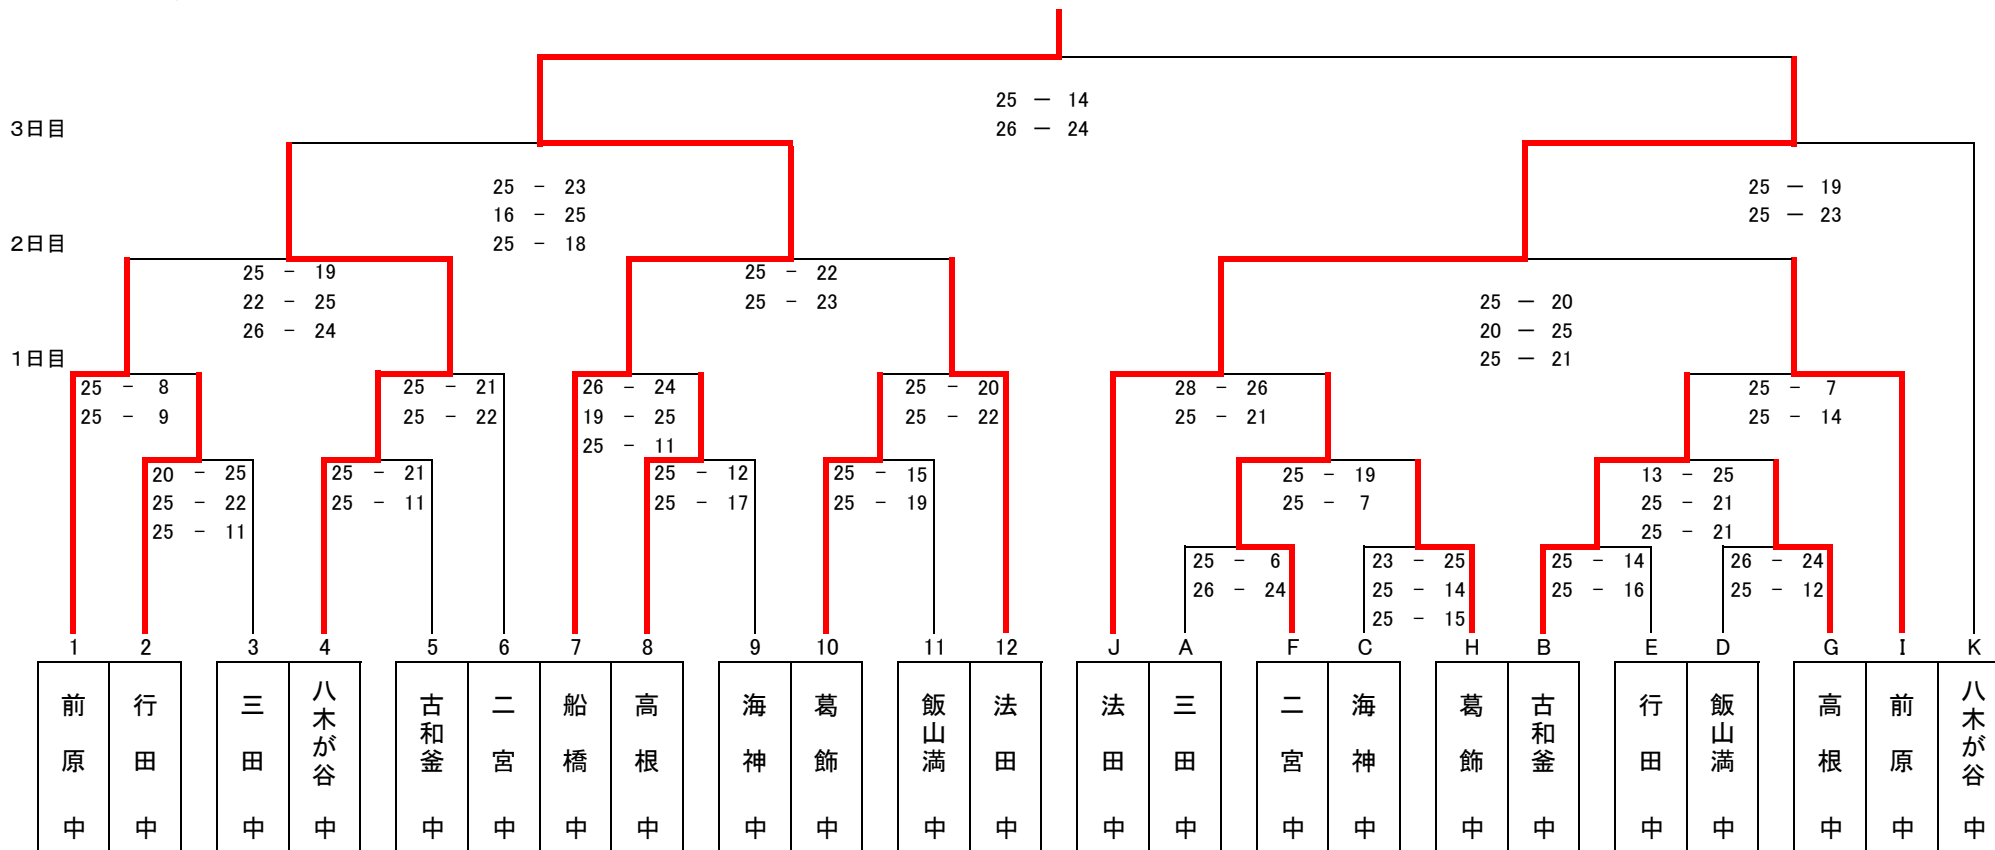 25 － 14
3日目
26 － 24
25 － 23
25 － 19
16 － 25
25 － 23
2日目
25 － 18
25 － 19
25 － 22
22 － 25
25 － 23
25 － 20
26 － 24
20 － 25
1日目
25 － 21
25 － 8
25 － 21
26 － 24
25 － 20
28 － 26
25 － 7
25 － 9
25 － 22
19 － 25
25 － 22
25 － 21
25 － 14
25 － 11
20 － 25
25 － 21
25 － 12
25 － 15
25 － 19
13 － 25
25 － 22
25 － 11
25 － 17
25 － 19
25 － 7
25 － 21
25 － 11
25 － 21
25 － 6
23 － 25
25 － 14
26 － 24
26 － 24
25 － 14
25 － 16
25 － 12
25 － 15
1 2 3 4 5 6 7 8 9 10 11 12 J A F C H B E D G I K
前原中
行田中
三田中
八木が谷中
古和釜中
二宮中
船橋中
高根中
海神中
葛飾中
飯山満中
法田中
法田中
三田中
二宮中
海神中
葛飾中
古和釜中
行田中
飯山満中
高根中
前原中
八木が谷中